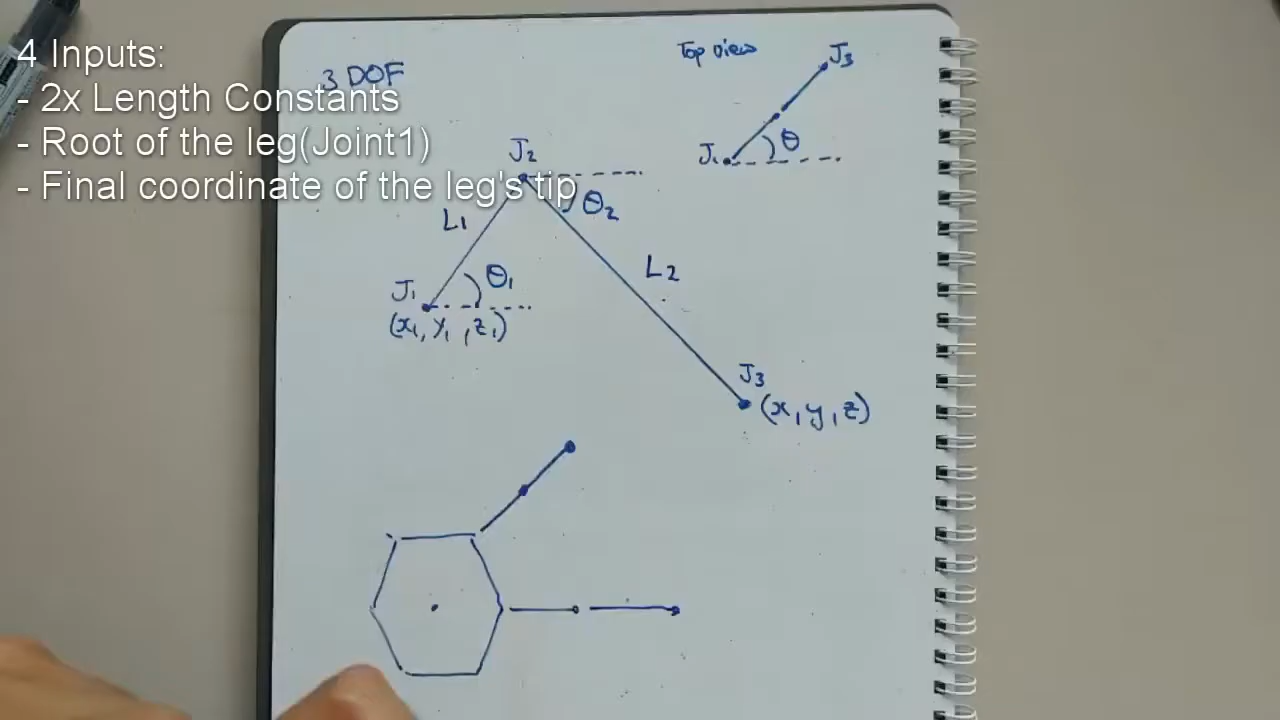 4 Inputs:
- 2x Length Constants
- Root of the leg(Joint1)
- Final coordinate of the leg's tip
3 DOF
Top view
J3
J1
θ
J2
θ2
L1
L2
J1
θ1
(x1, y1, z1)
J3
(x, y, z)